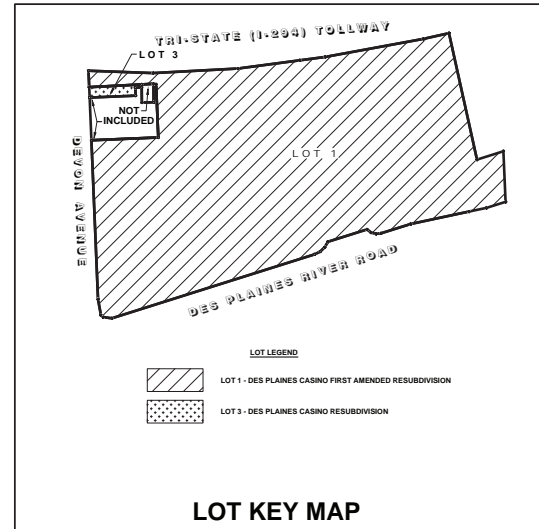 TRI-STATE (I-294) TOLLWAY
LOT 3
NOT
INCLUDED
LOT 1
DEVON AVENUE
DES PLAINES RIVER ROAD
LOT LEGEND
LOT 1 - DES PLAINES CASINO FIRST AMENDED RESUBDIVISION
LOT 3 - DES PLAINES CASINO RESUBDIVISION
LOT KEY MAP